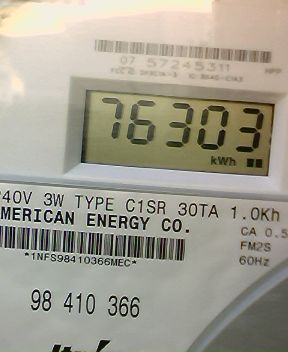 07 57245311
76303
kWh
240V 3W TYPE C1SR 30TA 1.0Kh
AMERICAN ENERGY CO.
CA 0.5
FM2S
60Hz
*1NFS98410366MEC*
98 410 366